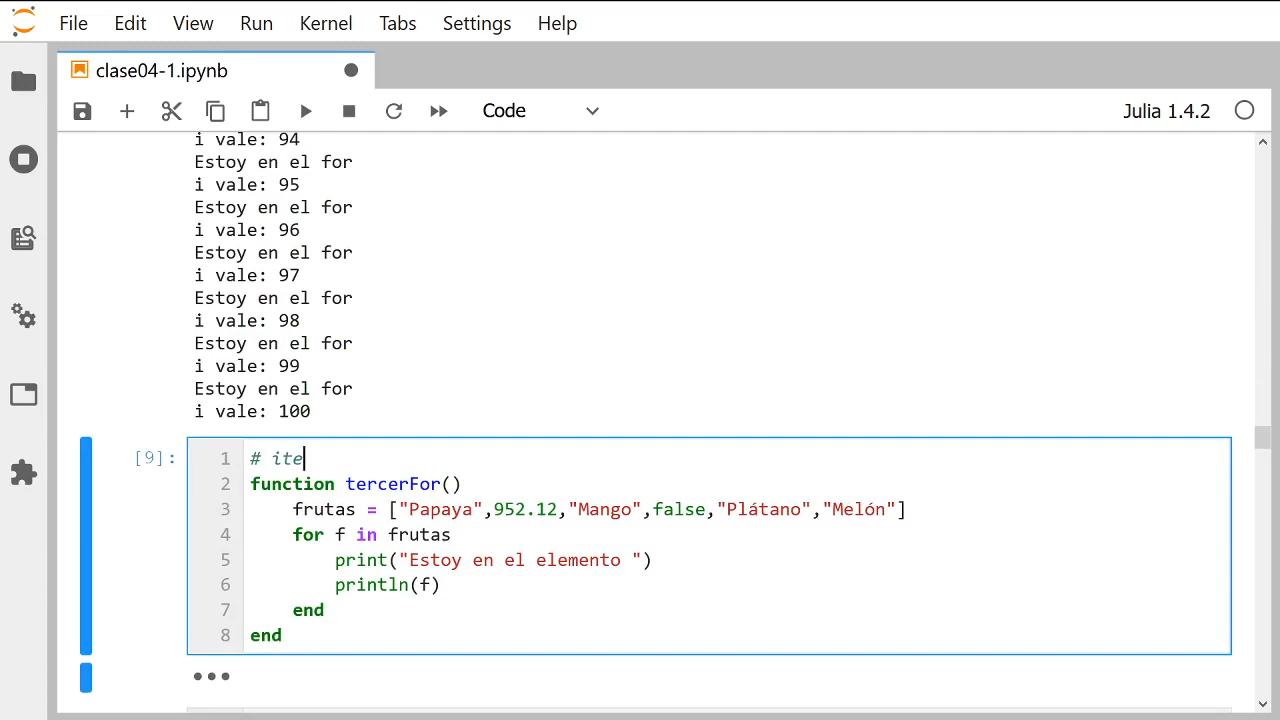 File Edit View Run Kernel Tabs Settings Help
clase04-1.ipynb
Code Julia 1.4.2
i vale: 94
Estoy en el for
i vale: 95
Estoy en el for
i vale: 96
Estoy en el for
i vale: 97
Estoy en el for
i vale: 98
Estoy en el for
i vale: 99
Estoy en el for
i vale: 100
[9]: 1 # ite
2 function tercerFor()
3 frutas = ["Papaya",952.12,"Mango",false,"Plátano","Melón"]
4 for f in frutas
5 print("Estoy en el elemento ")
6 println(f)
7 end
8 end